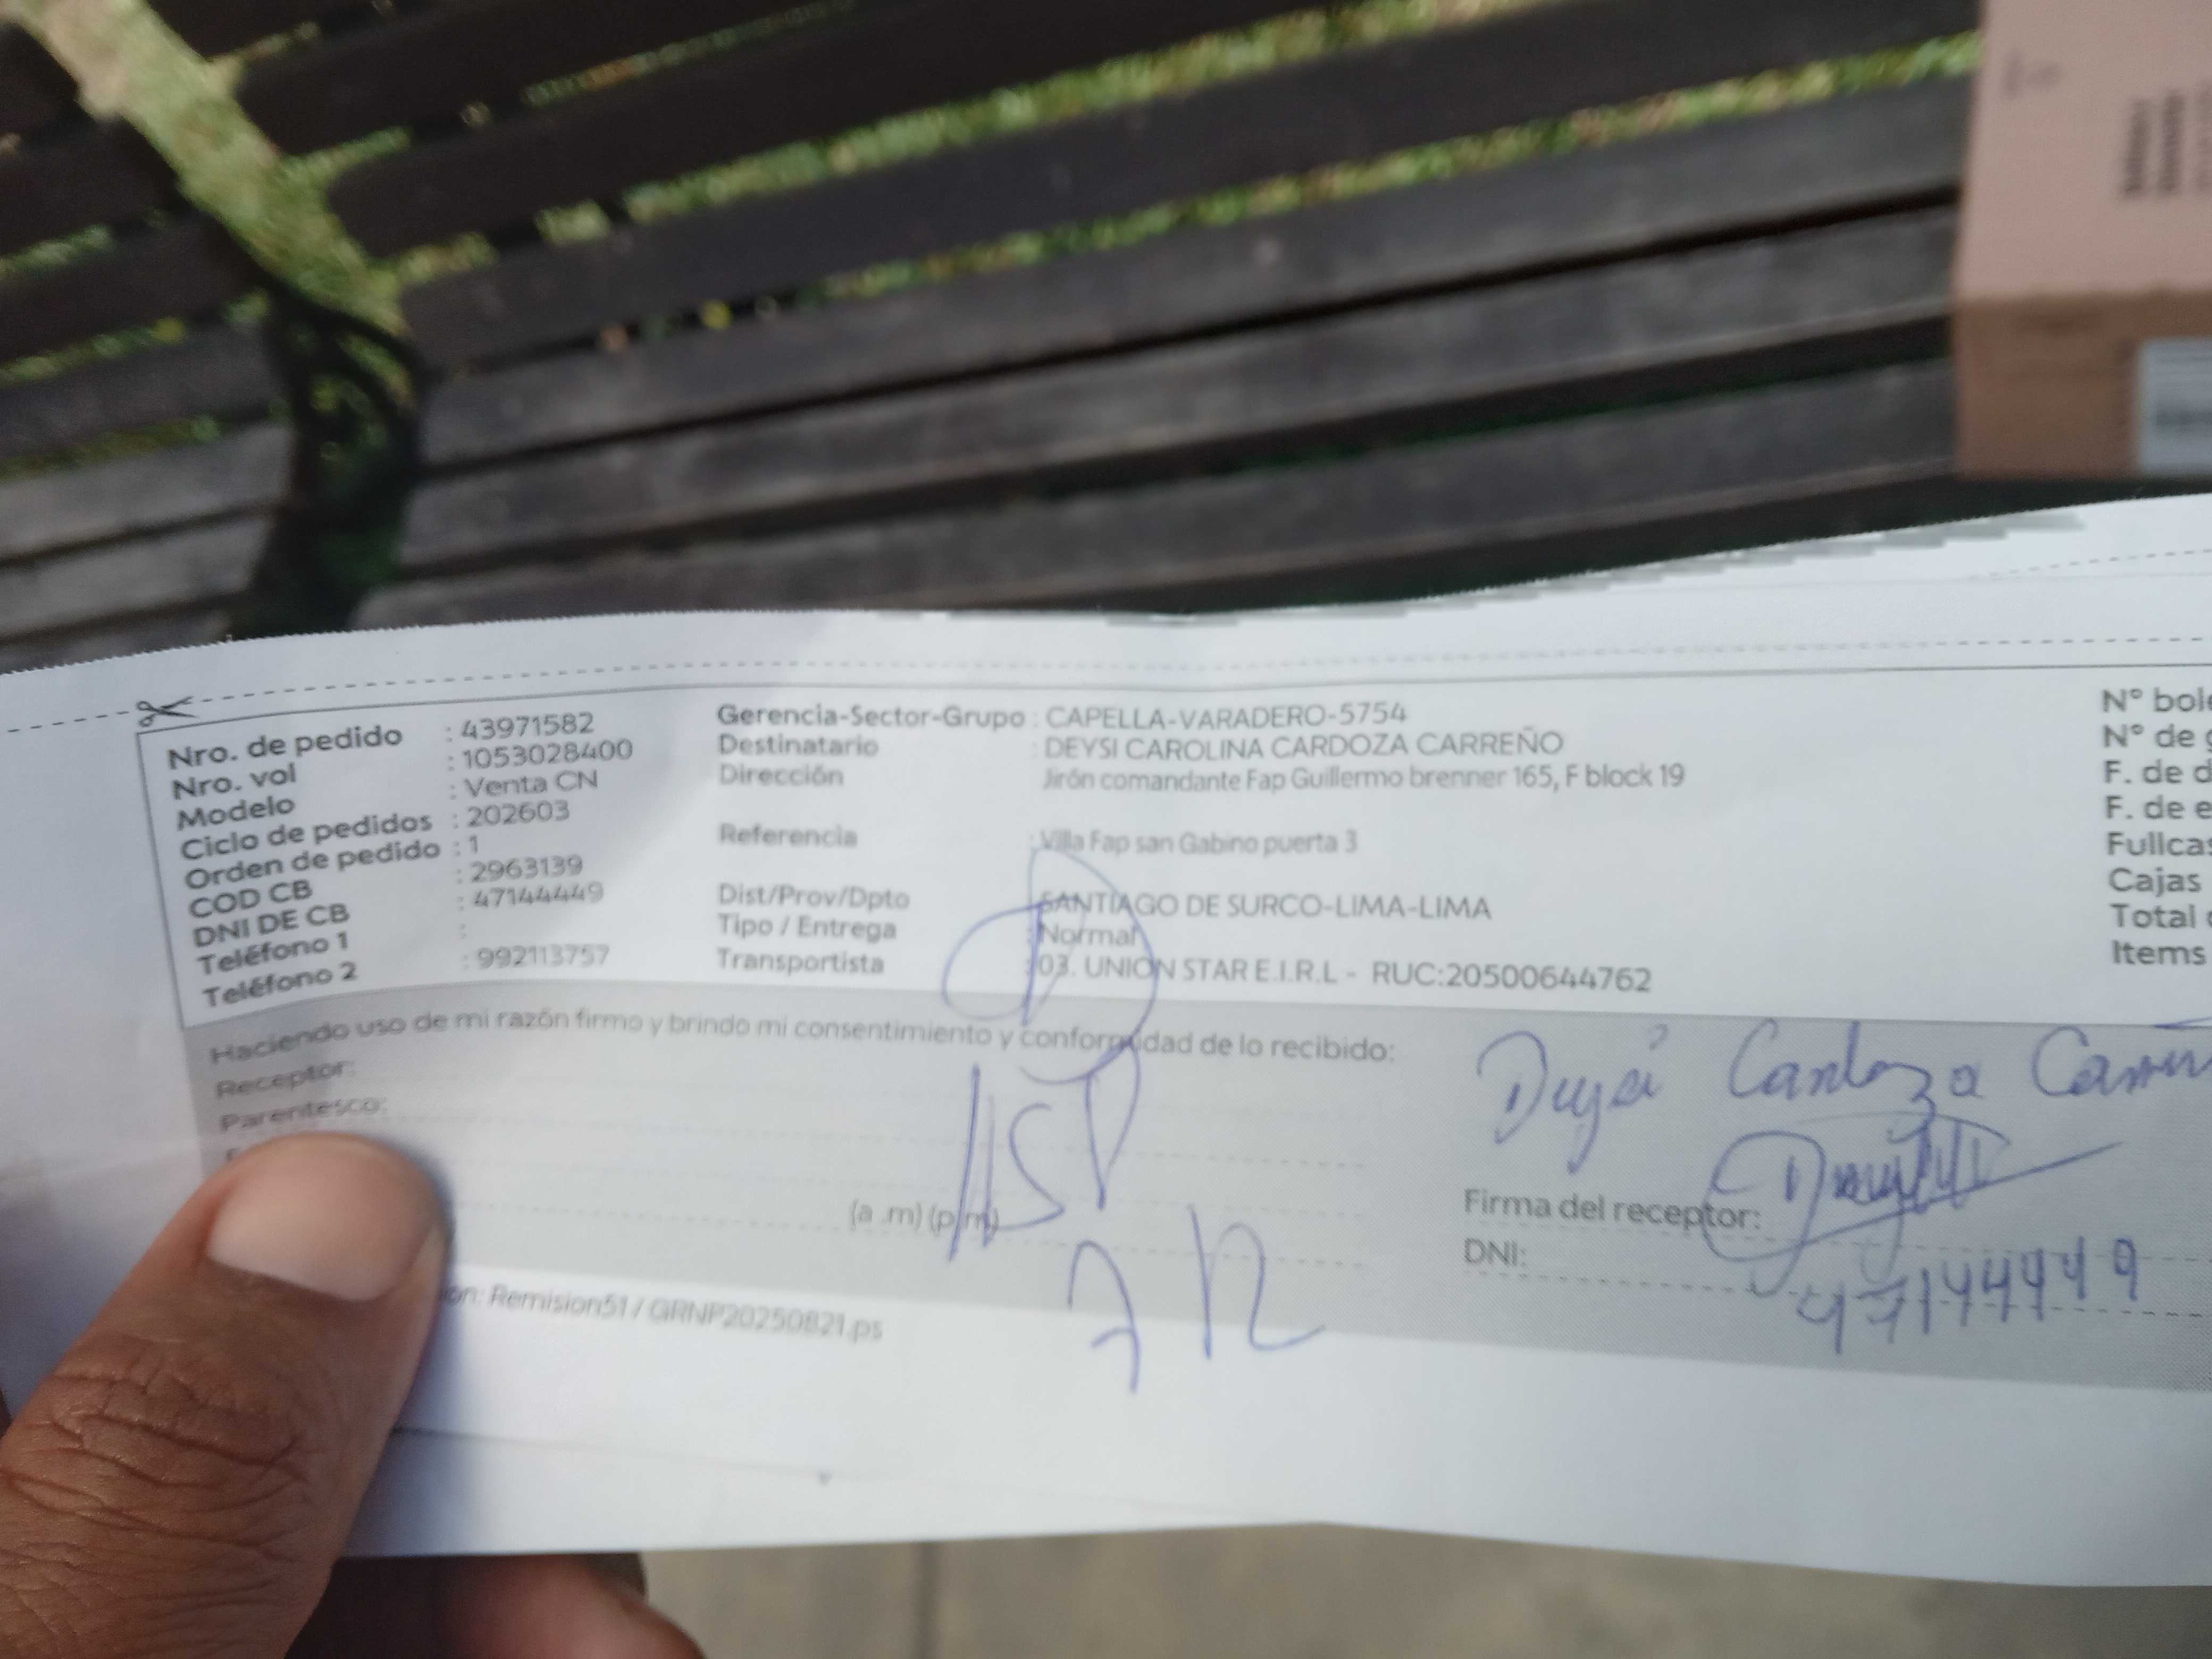 Nro. de pedido : 43971582
Nro. vol : 1053028400
Modelo : Venta CN
Ciclo de pedidos : 202603
Orden de pedido : 1
COD CB : 2963139
DNI DE CB : 47144449
Teléfono 1 :
Teléfono 2 : 992113757
Gerencia-Sector-Grupo : CAPELLA-VARADERO-5754
Destinatario : DEYSI CAROLINA CARDOZA CARREÑO
Dirección : Jirón comandante Fap Guillermo brenner 165, F block 19
Referencia : Villa Fap san Gabino puerta 3
Dist/Prov/Dpto : SANTIAGO DE SURCO-LIMA-LIMA
Tipo / Entrega : Normal
Transportista : 03. UNION STAR E.I.R.L - RUC:20500644762
N°
N° de
F. de
F. de
Cajas
Total
Items
Haciendo uso de mi razón firmo y brindo mi consentimiento y conformidad de lo recibido:
Receptor:
Parentesco:
(a .m) (p.m)
Remision51 / GRNP20250821.ps
Deysi Cardoza
Firma del receptor:
DNI: 47144449